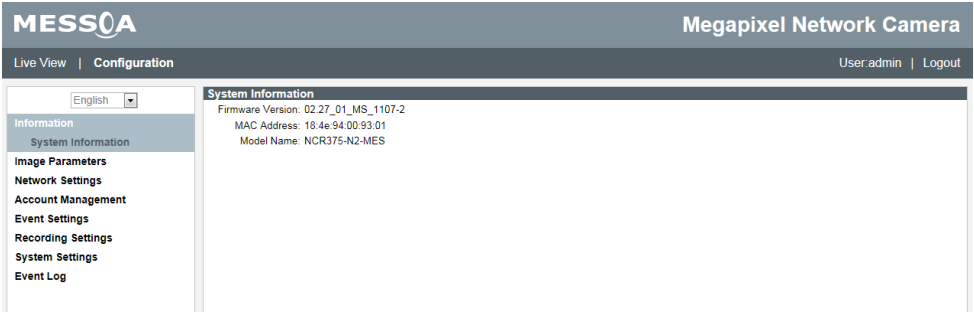 MESSOA
Megapixel Network Camera
Live View | Configuration
User:admin | Logout
English
Information
System Information
Image Parameters
Network Settings
Account Management
Event Settings
Recording Settings
System Settings
Event Log
System Information
Firmware Version: 02.27_01_MS_1107-2
MAC Address: 18:4e:94:00:93:01
Model Name: NCR375-N2-MES